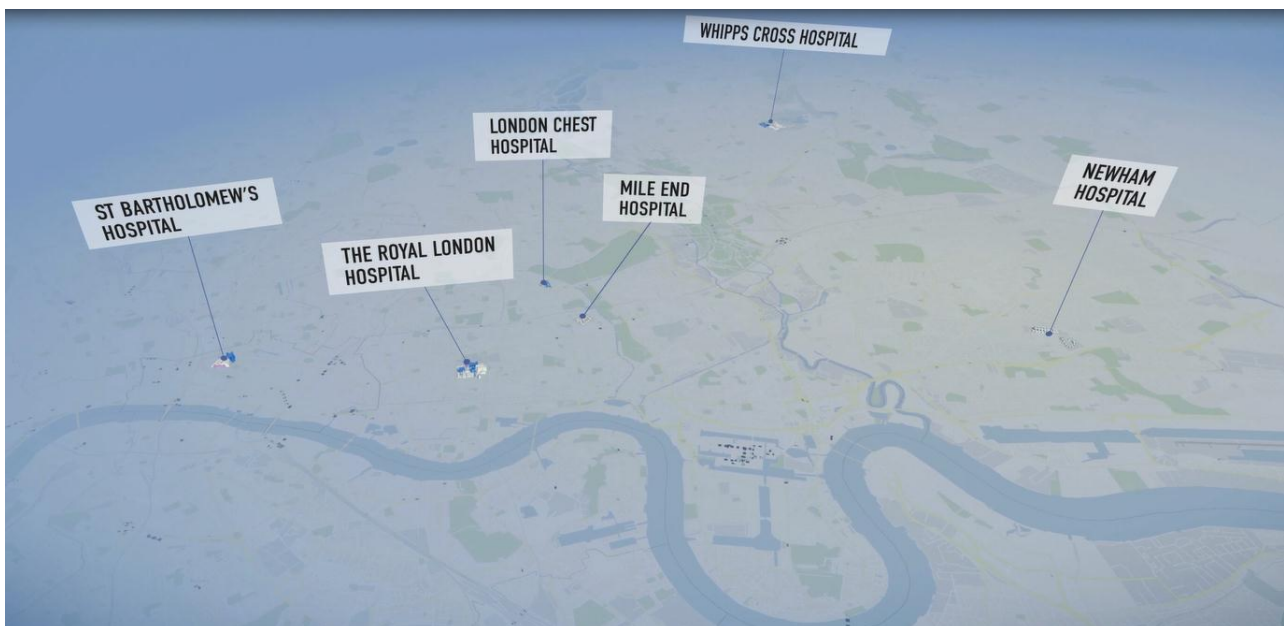 WHIPPS CROSS HOSPITAL
LONDON CHEST
HOSPITAL
MILE END
HOSPITAL
NEWHAM
HOSPITAL
ST BARTHOLOMEW'S
HOSPITAL
THE ROYAL LONDON
HOSPITAL